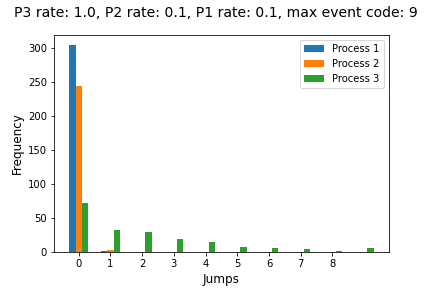 P3 rate: 1.0, P2 rate: 0.1, P1 rate: 0.1, max event code: 9
Process 1
Process 2
Process 3
300
250
200
150
100
50
0
Frequency
0 1 2 3 4 5 6 7 8
Jumps